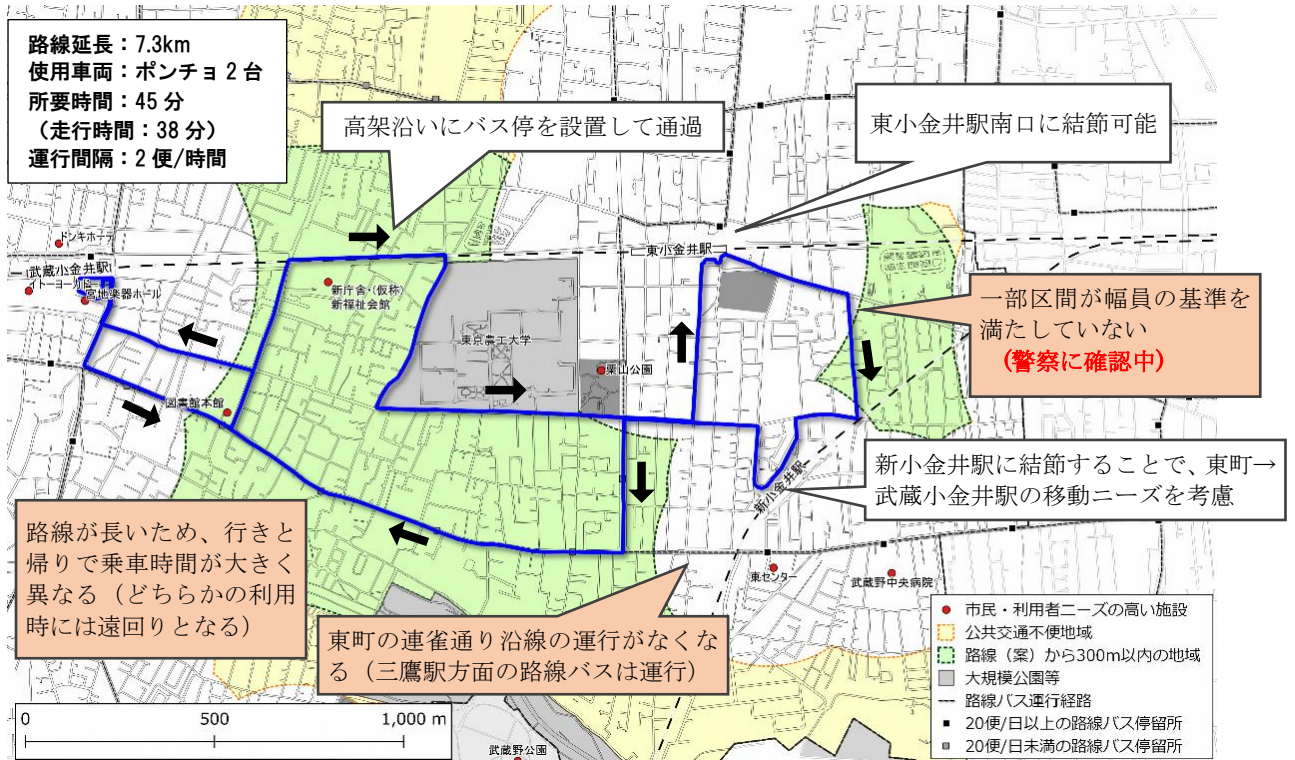 路線延長：7.3km
使用車両：ポンチョ 2 台
所要時間：45 分
（走行時間：38 分）
運行間隔：2 便/時間
高架沿いにバス停を設置して通過
東小金井駅南口に結節可能
ドンキホーテ
武蔵小金井駅
イトーヨーカドー
宮地楽器ホール
東小金井駅
新庁舎・(仮称)
新福祉会館
東京農工大学
栗山公園
一部区間が幅員の基準を
満たしていない
(警察に確認中)
図書館本館
新小金井駅
新小金井駅に結節することで、東町→
武蔵小金井駅の移動ニーズを考慮
路線が長いため、行きと
帰りで乗車時間が大きく
異なる（どちらかの利用
時には遠回りとなる）
東町の連雀通り沿線の運行がなくな
る（三鷹駅方面の路線バスは運行）
東センター
武蔵野中央病院
市民・利用者ニーズの高い施設
公共交通不便地域
路線（案）から300m以内の地域
大規模公園等
路線バス運行経路
20便/日以上の路線バス停留所
20便/日未満の路線バス停留所
0 500 1,000 m
武蔵野公園